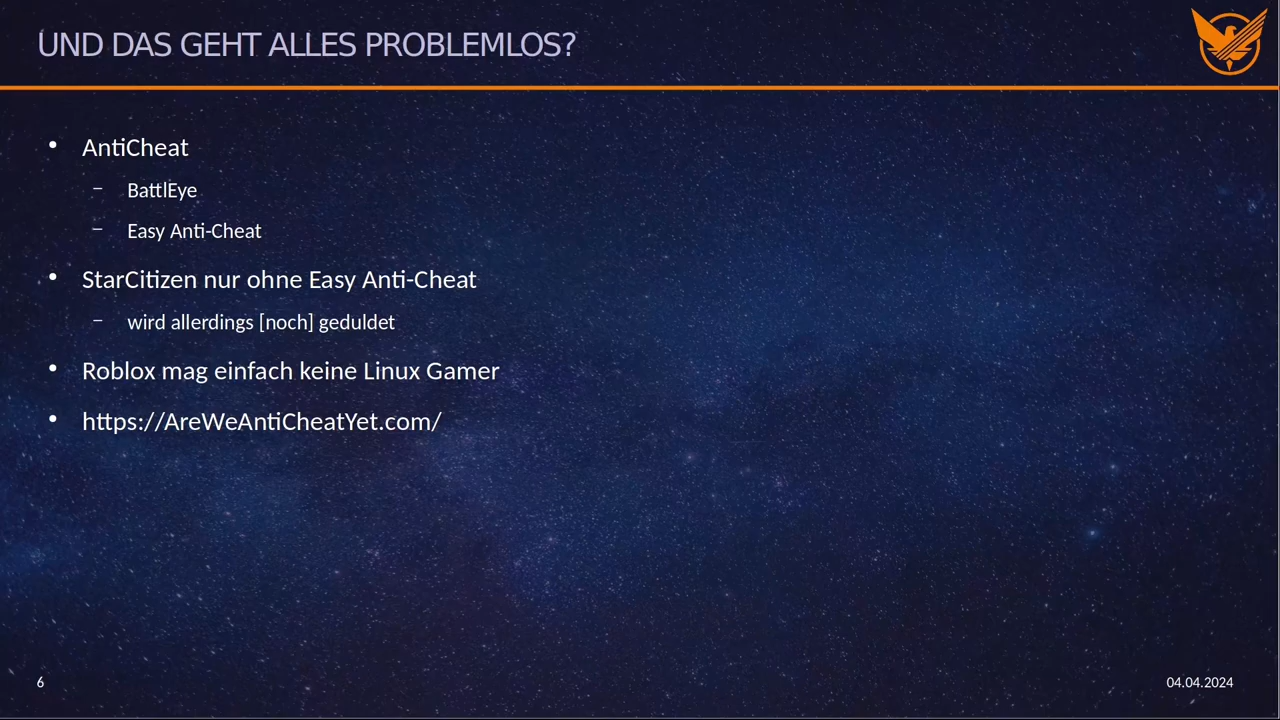 UND DAS GEHT ALLES PROBLEMLOS?
• AntiCheat
– BattlEye
– Easy Anti-Cheat
• StarCitizen nur ohne Easy Anti-Cheat
– wird allerdings [noch] geduldet
• Roblox mag einfach keine Linux Gamer
• https://AreWeAntiCheatYet.com/
6
04.04.2024